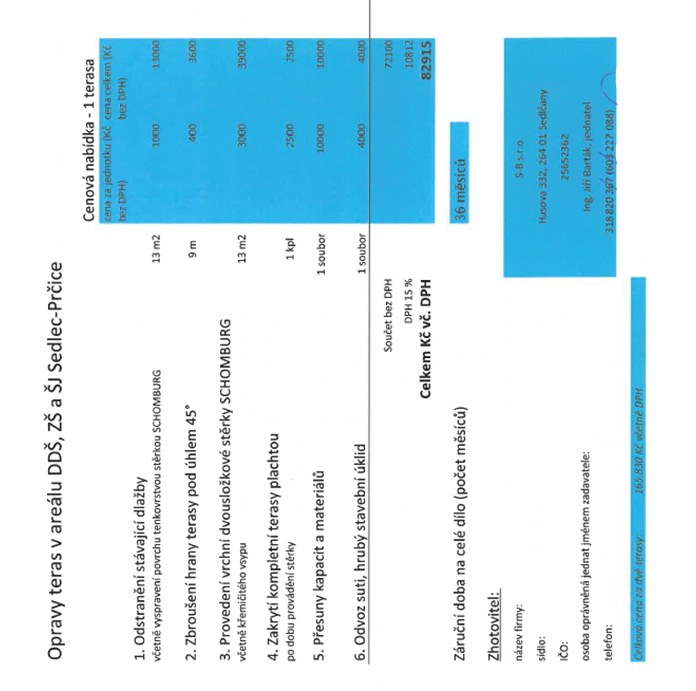 Opravy teras v areálu DDŠ, ZŠ a ŠJ Sedlec-Prčice
Cenová nabídka - 1 terasa
cena za jednotku (Kč bez DPH) cena celkem (Kč bez DPH)
1. Odstranění stávající dlažby 13 m2 1000 13000
včetně vyspravení povrchu tenkovrstvou stěrkou SCHOMBURG
2. Zbroušení hrany terasy pod úhlem 45° 9 m 400 3600
3. Provedení vrchní dvousložkové stěrky SCHOMBURG 13 m2 3000 39000
včetně křemičitého vsypu
4. Zakrytí kompletní terasy plachtou 1 kpl 2500 2500
po dobu provádění stěrky
5. Přesuny kapacit a materiálů 1 soubor 10000 10000
6. Odvoz suti, hrubý stavební úklid 1 soubor 4000 4000
Součet bez DPH 72100
DPH 15 % 10812
Celkem Kč vč. DPH 82915
Záruční doba na celé dílo (počet měsíců) 36 měsíců
Zhotovitel:
název firmy: S-B s.r.o.
sídlo: Husova 332, 264 01 Sedlčany
IČO: 25652362
osoba oprávněná jednat jménem zadavatele: Ing. Jiří Barták, jednatel
telefon: 318 820 367 (603 227 088)
Celková cena za dvě terasy: 165.830 Kč včetně DPH